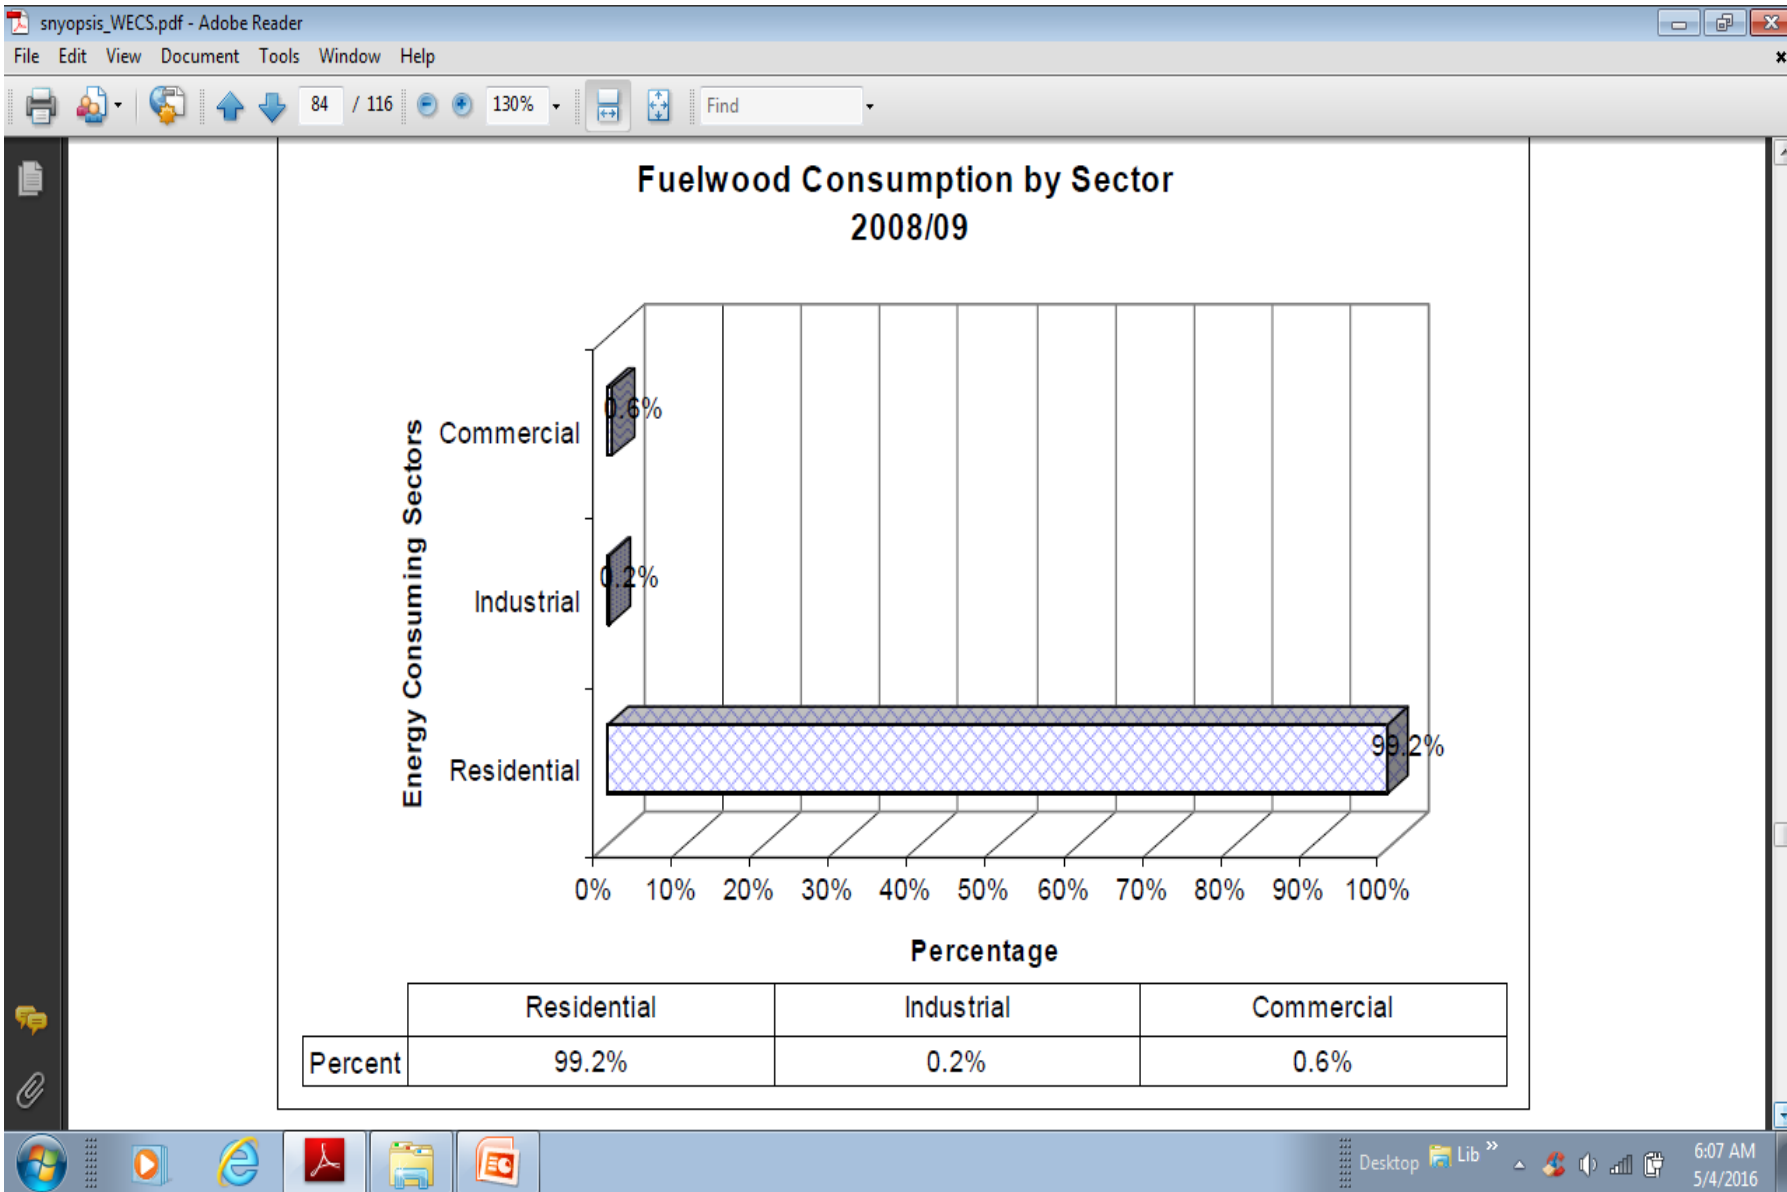 snyopsis_WECS.pdf - Adobe Reader
File Edit View Document Tools Window Help
84 / 116 130% Find
Fuelwood Consumption by Sector
2008/09
Energy Consuming Sectors
Commercial
0.6%
Industrial
0.2%
Residential
99.2%
0% 10% 20% 30% 40% 50% 60% 70% 80% 90% 100%
Percentage
Residential Industrial Commercial
Percent 99.2% 0.2% 0.6%
Desktop Lib » 6:07 AM
5/4/2016